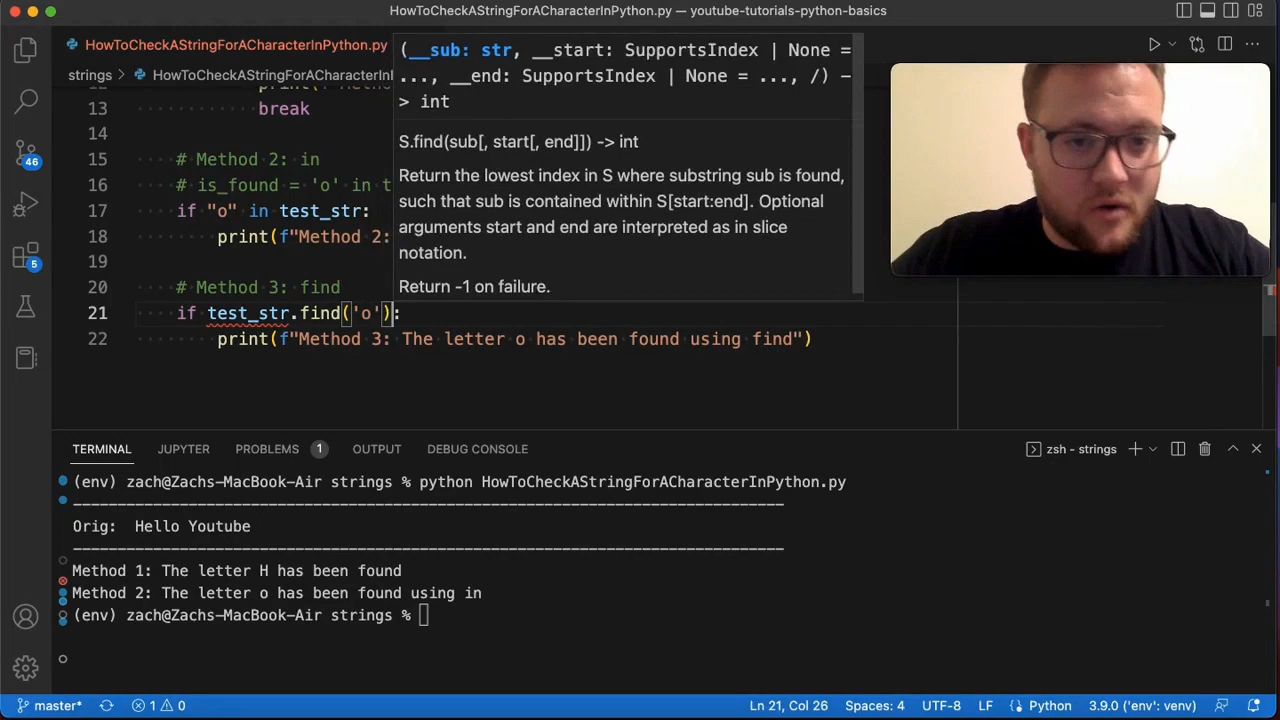 HowToCheckAStringForACharacterInPython.py — youtube-tutorials-python-basics
HowToCheckAStringForACharacterInPython.py
strings > HowToCheckAStringForACharacterIn
(__sub: str, __start: SupportsIndex | None =
..., __end: SupportsIndex | None = ..., /) -
> int
S.find(sub[, start[, end]]) -> int
Return the lowest index in S where substring sub is found,
such that sub is contained within S[start:end]. Optional
arguments start and end are interpreted as in slice
notation.
Return -1 on failure.
13 break
14
15 # Method 2: in
16 # is_found = 'o' in t
17 if "o" in test_str:
18 print(f"Method 2:
19
20 # Method 3: find
21 if test_str.find('o'):
22 print(f"Method 3: The letter o has been found using find")
46
5
TERMINAL JUPYTER PROBLEMS 1 OUTPUT DEBUG CONSOLE zsh - strings
(env) zach@Zachs-MacBook-Air strings % python HowToCheckAStringForACharacterInPython.py
Orig: Hello Youtube
Method 1: The letter H has been found
Method 2: The letter o has been found using in
(env) zach@Zachs-MacBook-Air strings %
master* 1 0 Ln 21, Col 26 Spaces: 4 UTF-8 LF Python 3.9.0 ('env': venv)